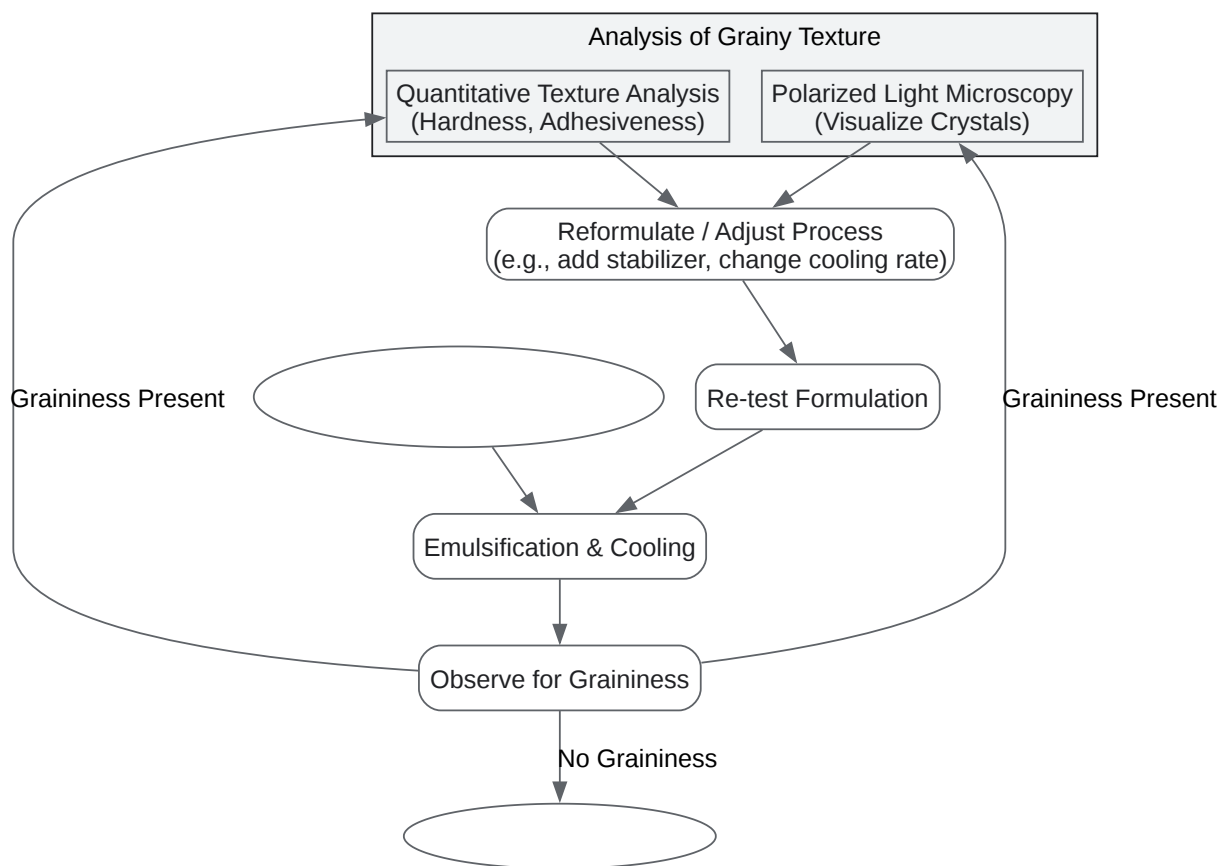 Analysis of Grainy Texture
Quantitative Texture Analysis
(Hardness, Adhesiveness)
Polarized Light Microscopy
(Visualize Crystals)
Reformulate / Adjust Process
(e.g., add stabilizer, change cooling rate)
Graininess Present
Re-test Formulation
Graininess Present
Emulsification & Cooling
Observe for Graininess
No Graininess